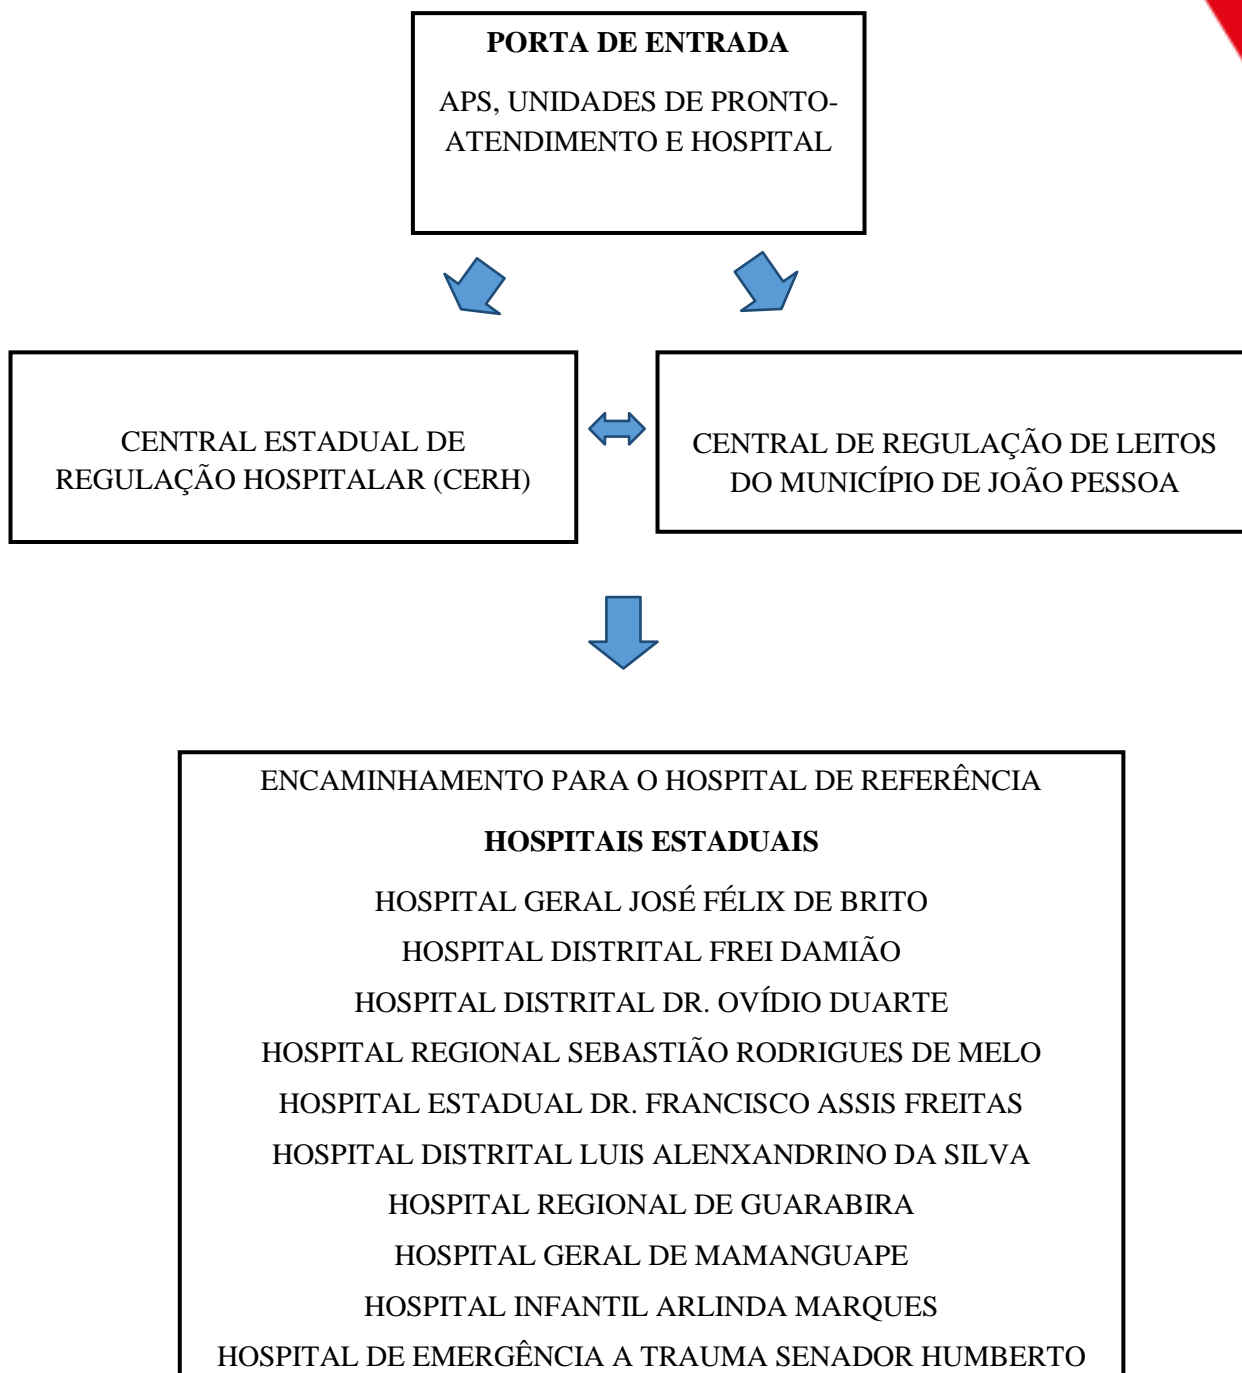 PORTA DE ENTRADA
APS, UNIDADES DE PRONTO-
ATENDIMENTO E HOSPITAL
CENTRAL ESTADUAL DE
REGULAÇÃO HOSPITALAR (CERH)
CENTRAL DE REGULAÇÃO DE LEITOS
DO MUNICÍPIO DE JOÃO PESSOA
ENCAMINHAMENTO PARA O HOSPITAL DE REFERÊNCIA
HOSPITAIS ESTADUAIS
HOSPITAL GERAL JOSÉ FÉLIX DE BRITO
HOSPITAL DISTRITAL FREI DAMIÃO
HOSPITAL DISTRITAL DR. OVÍDIO DUARTE
HOSPITAL REGIONAL SEBASTIÃO RODRIGUES DE MELO
HOSPITAL ESTADUAL DR. FRANCISCO ASSIS FREITAS
HOSPITAL DISTRITAL LUIS ALENXANDRINO DA SILVA
HOSPITAL REGIONAL DE GUARABIRA
HOSPITAL GERAL DE MAMANGUAPE
HOSPITAL INFANTIL ARLINDA MARQUES
HOSPITAL DE EMERGÊNCIA A TRAUMA SENADOR HUMBERTO